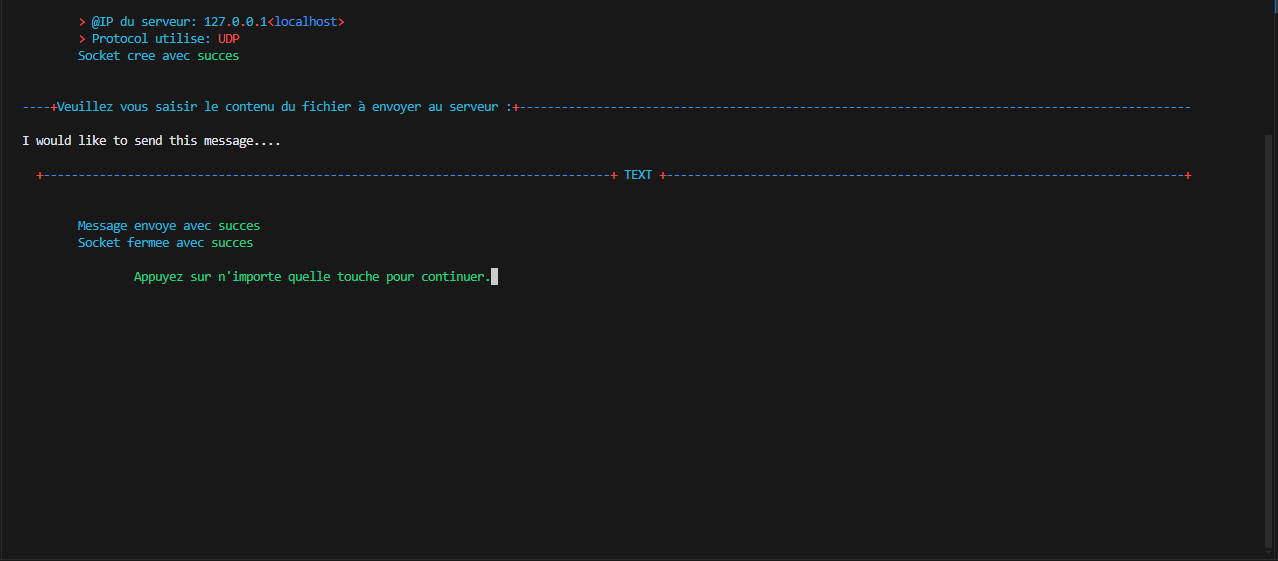 > @IP du serveur: 127.0.0.1<localhost>
> Protocol utilise: UDP
Socket cree avec succes
----+Veuillez vous saisir le contenu du fichier à envoyer au serveur :+------------------------------------------------------------------------------------------------
I would like to send this message....
+---------------------------------------------------------------------------------+ TEXT +--------------------------------------------------------------------------+
Message envoye avec succes
Socket fermee avec succes
Appuyez sur n'importe quelle touche pour continuer.